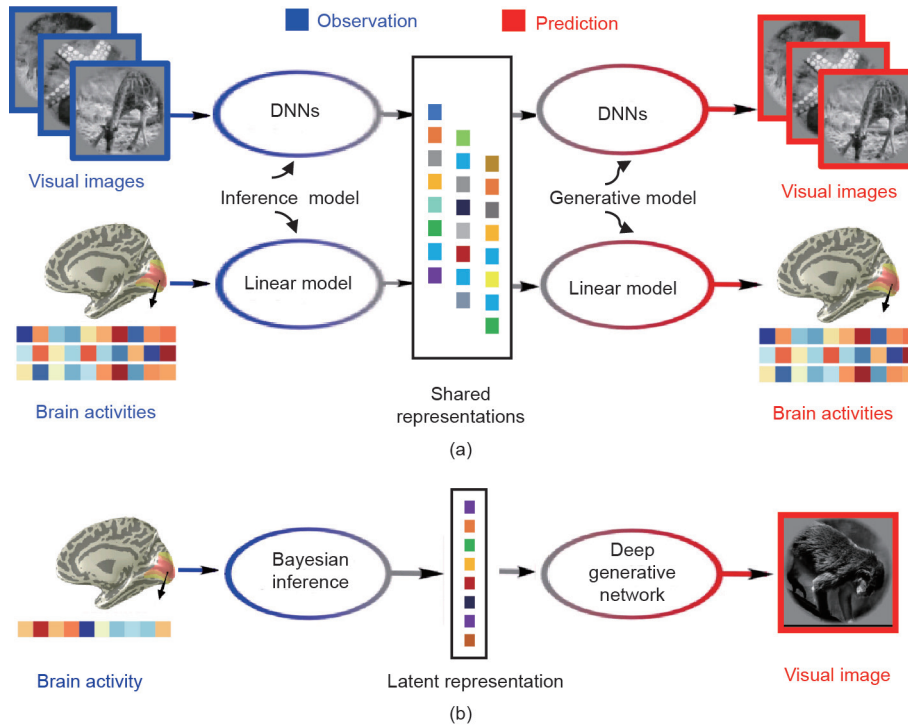 Observation
Prediction
DNNs
DNNs
Visual images
Inference model
Generative model
Visual images
Linear model
Linear model
Brain activities
Shared
representations
Brain activities
(a)
Bayesian
inference
Deep
generative
network
Brain activity
Latent representation
Visual image
(b)